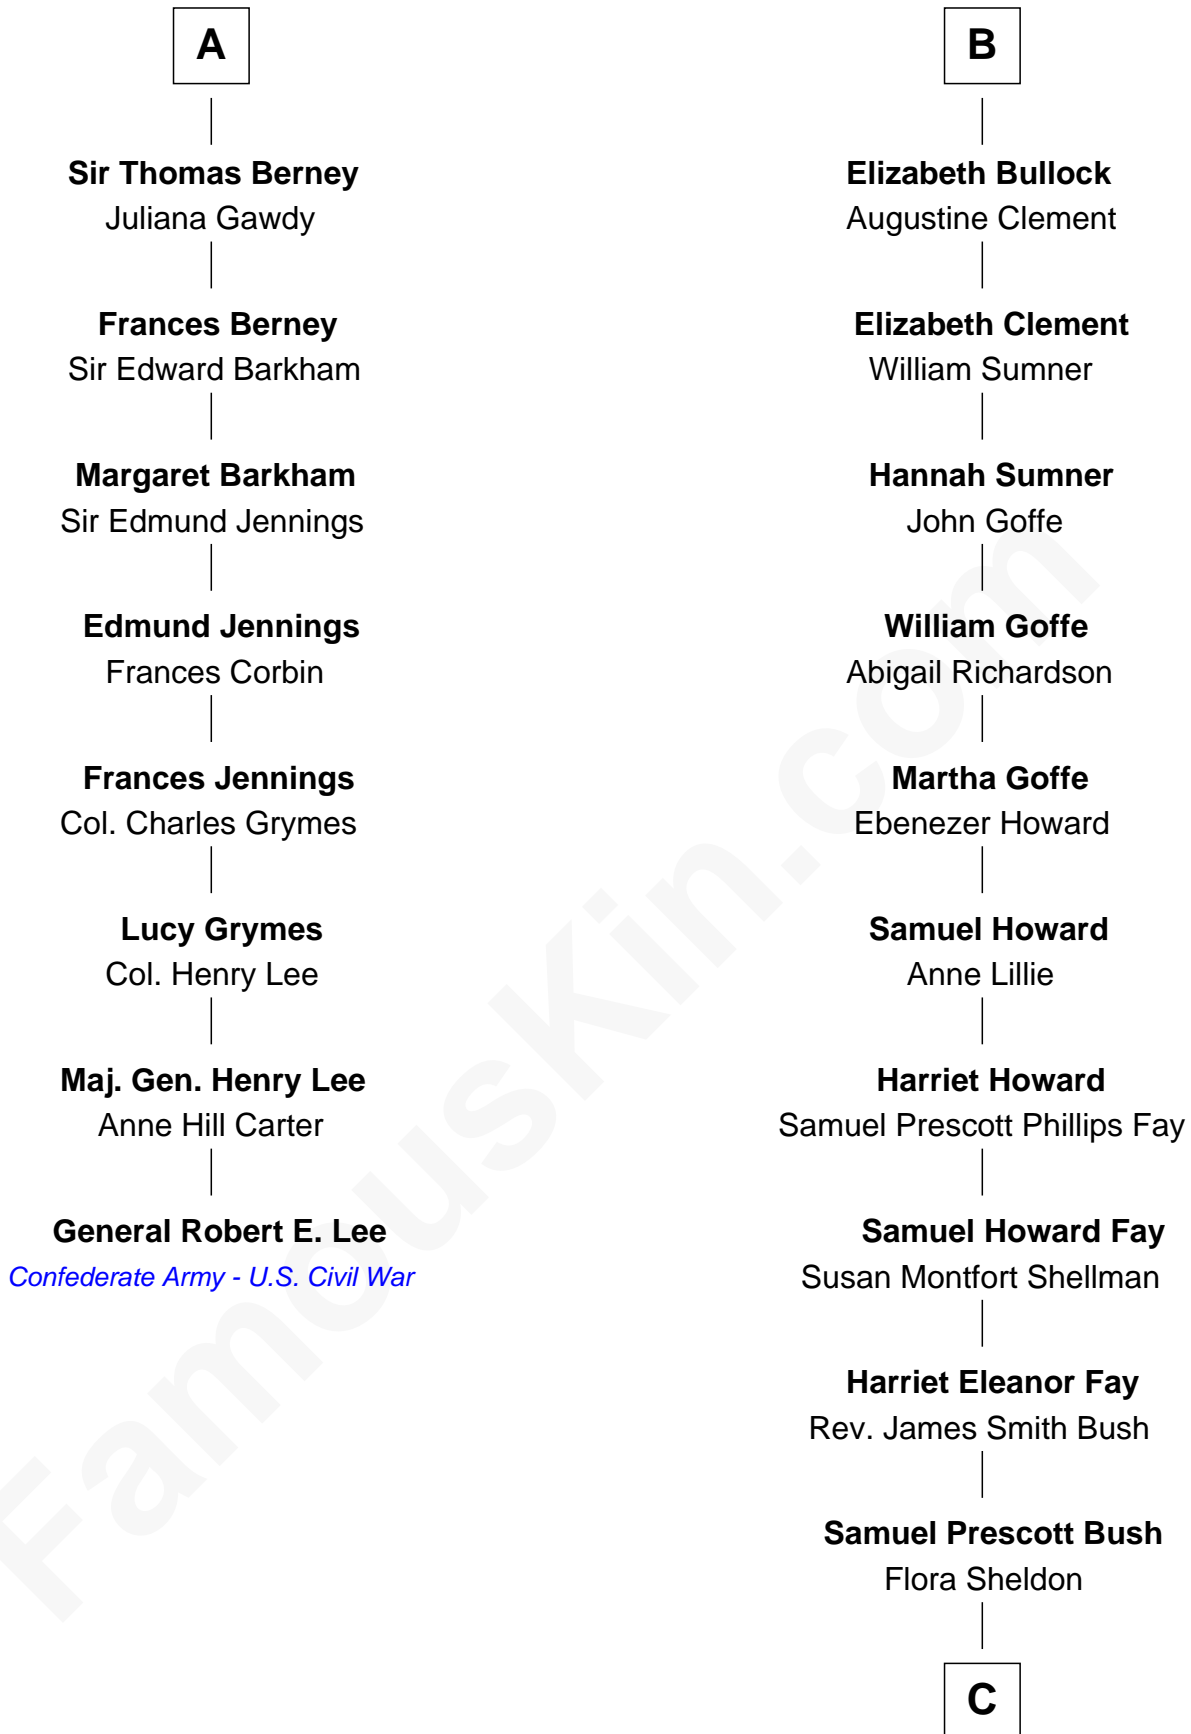 A
Sir Thomas Berney
Juliana Gawdy
Frances Berney
Sir Edward Barkham
Margaret Barkham
Sir Edmund Jennings
Edmund Jennings
Frances Corbin
Frances Jennings
Col. Charles Grymes
Lucy Grymes
Col. Henry Lee
Maj. Gen. Henry Lee
Anne Hill Carter
General Robert E. Lee
Confederate Army - U.S. Civil War
B
Elizabeth Bullock
Augustine Clement
Elizabeth Clement
William Sumner
Hannah Sumner
John Goffe
William Goffe
Abigail Richardson
Martha Goffe
Ebenezer Howard
Samuel Howard
Anne Lillie
Harriet Howard
Samuel Prescott Phillips Fay
Samuel Howard Fay
Susan Montfort Shellman
Harriet Eleanor Fay
Rev. James Smith Bush
Samuel Prescott Bush
Flora Sheldon
C
FamousKin.com